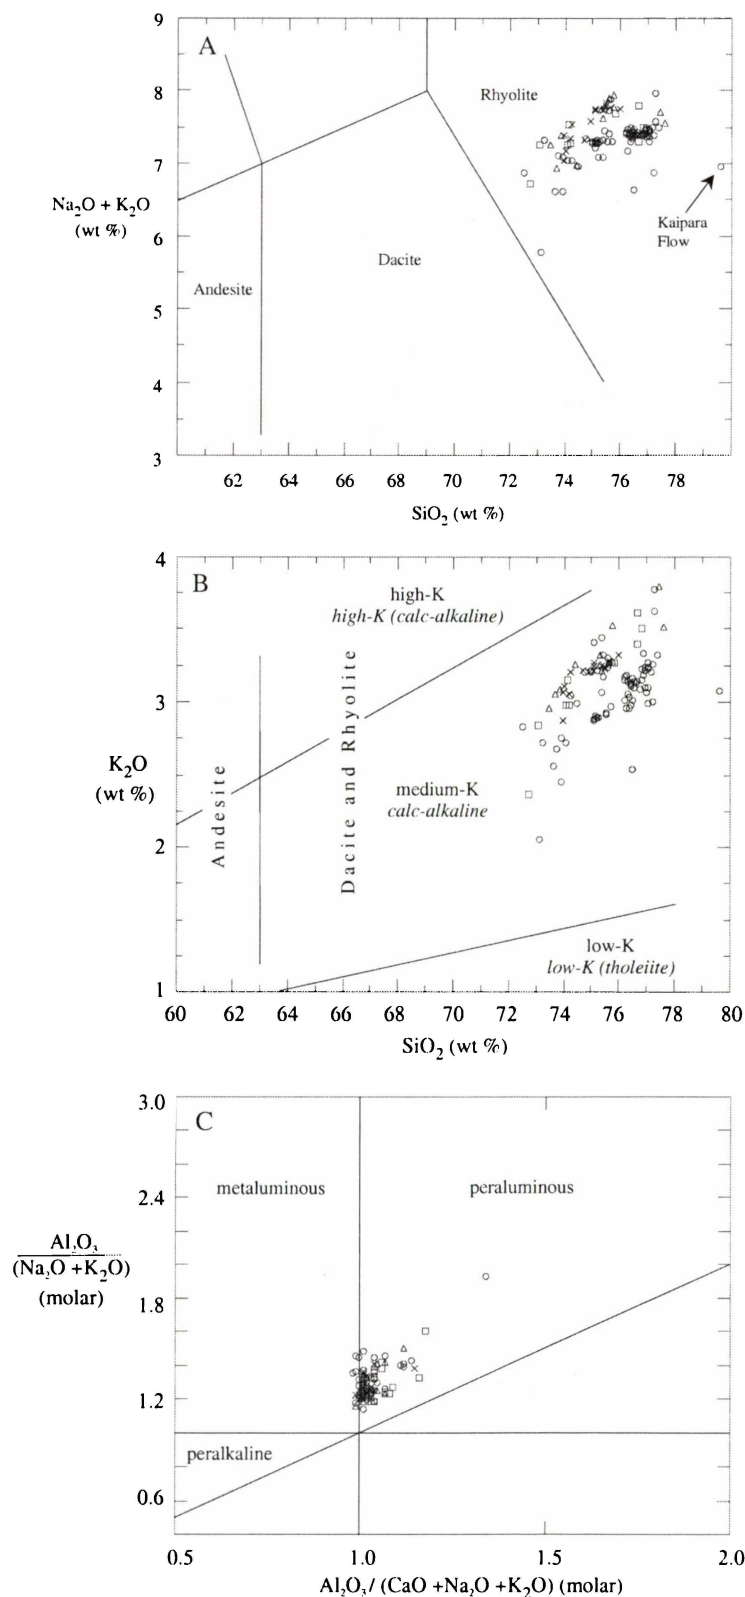 A
9
8
7
6
5
4
3
Na₂O + K₂O
(wt %)
Rhyolite
Kaipara
Flow
Dacite
Andesite
62 64 66 68 70 72 74 76 78
SiO₂ (wt %)
B
4
3
2
1
K₂O
(wt %)
high-K
high-K (calc-alkaline)
Andesite
Dacite and Rhyolite
medium-K
calc-alkaline
low-K
low-K (tholeiite)
60 62 64 66 68 70 72 74 76 78 80
SiO₂ (wt %)
C
3.0
2.4
1.8
1.2
0.6
Al₂O₃
(Na₂O +K₂O)
(molar)
metaluminous
peraluminous
peralkaline
0.5 1.0 1.5 2.0
Al₂O₃/ (CaO +Na₂O +K₂O) (molar)